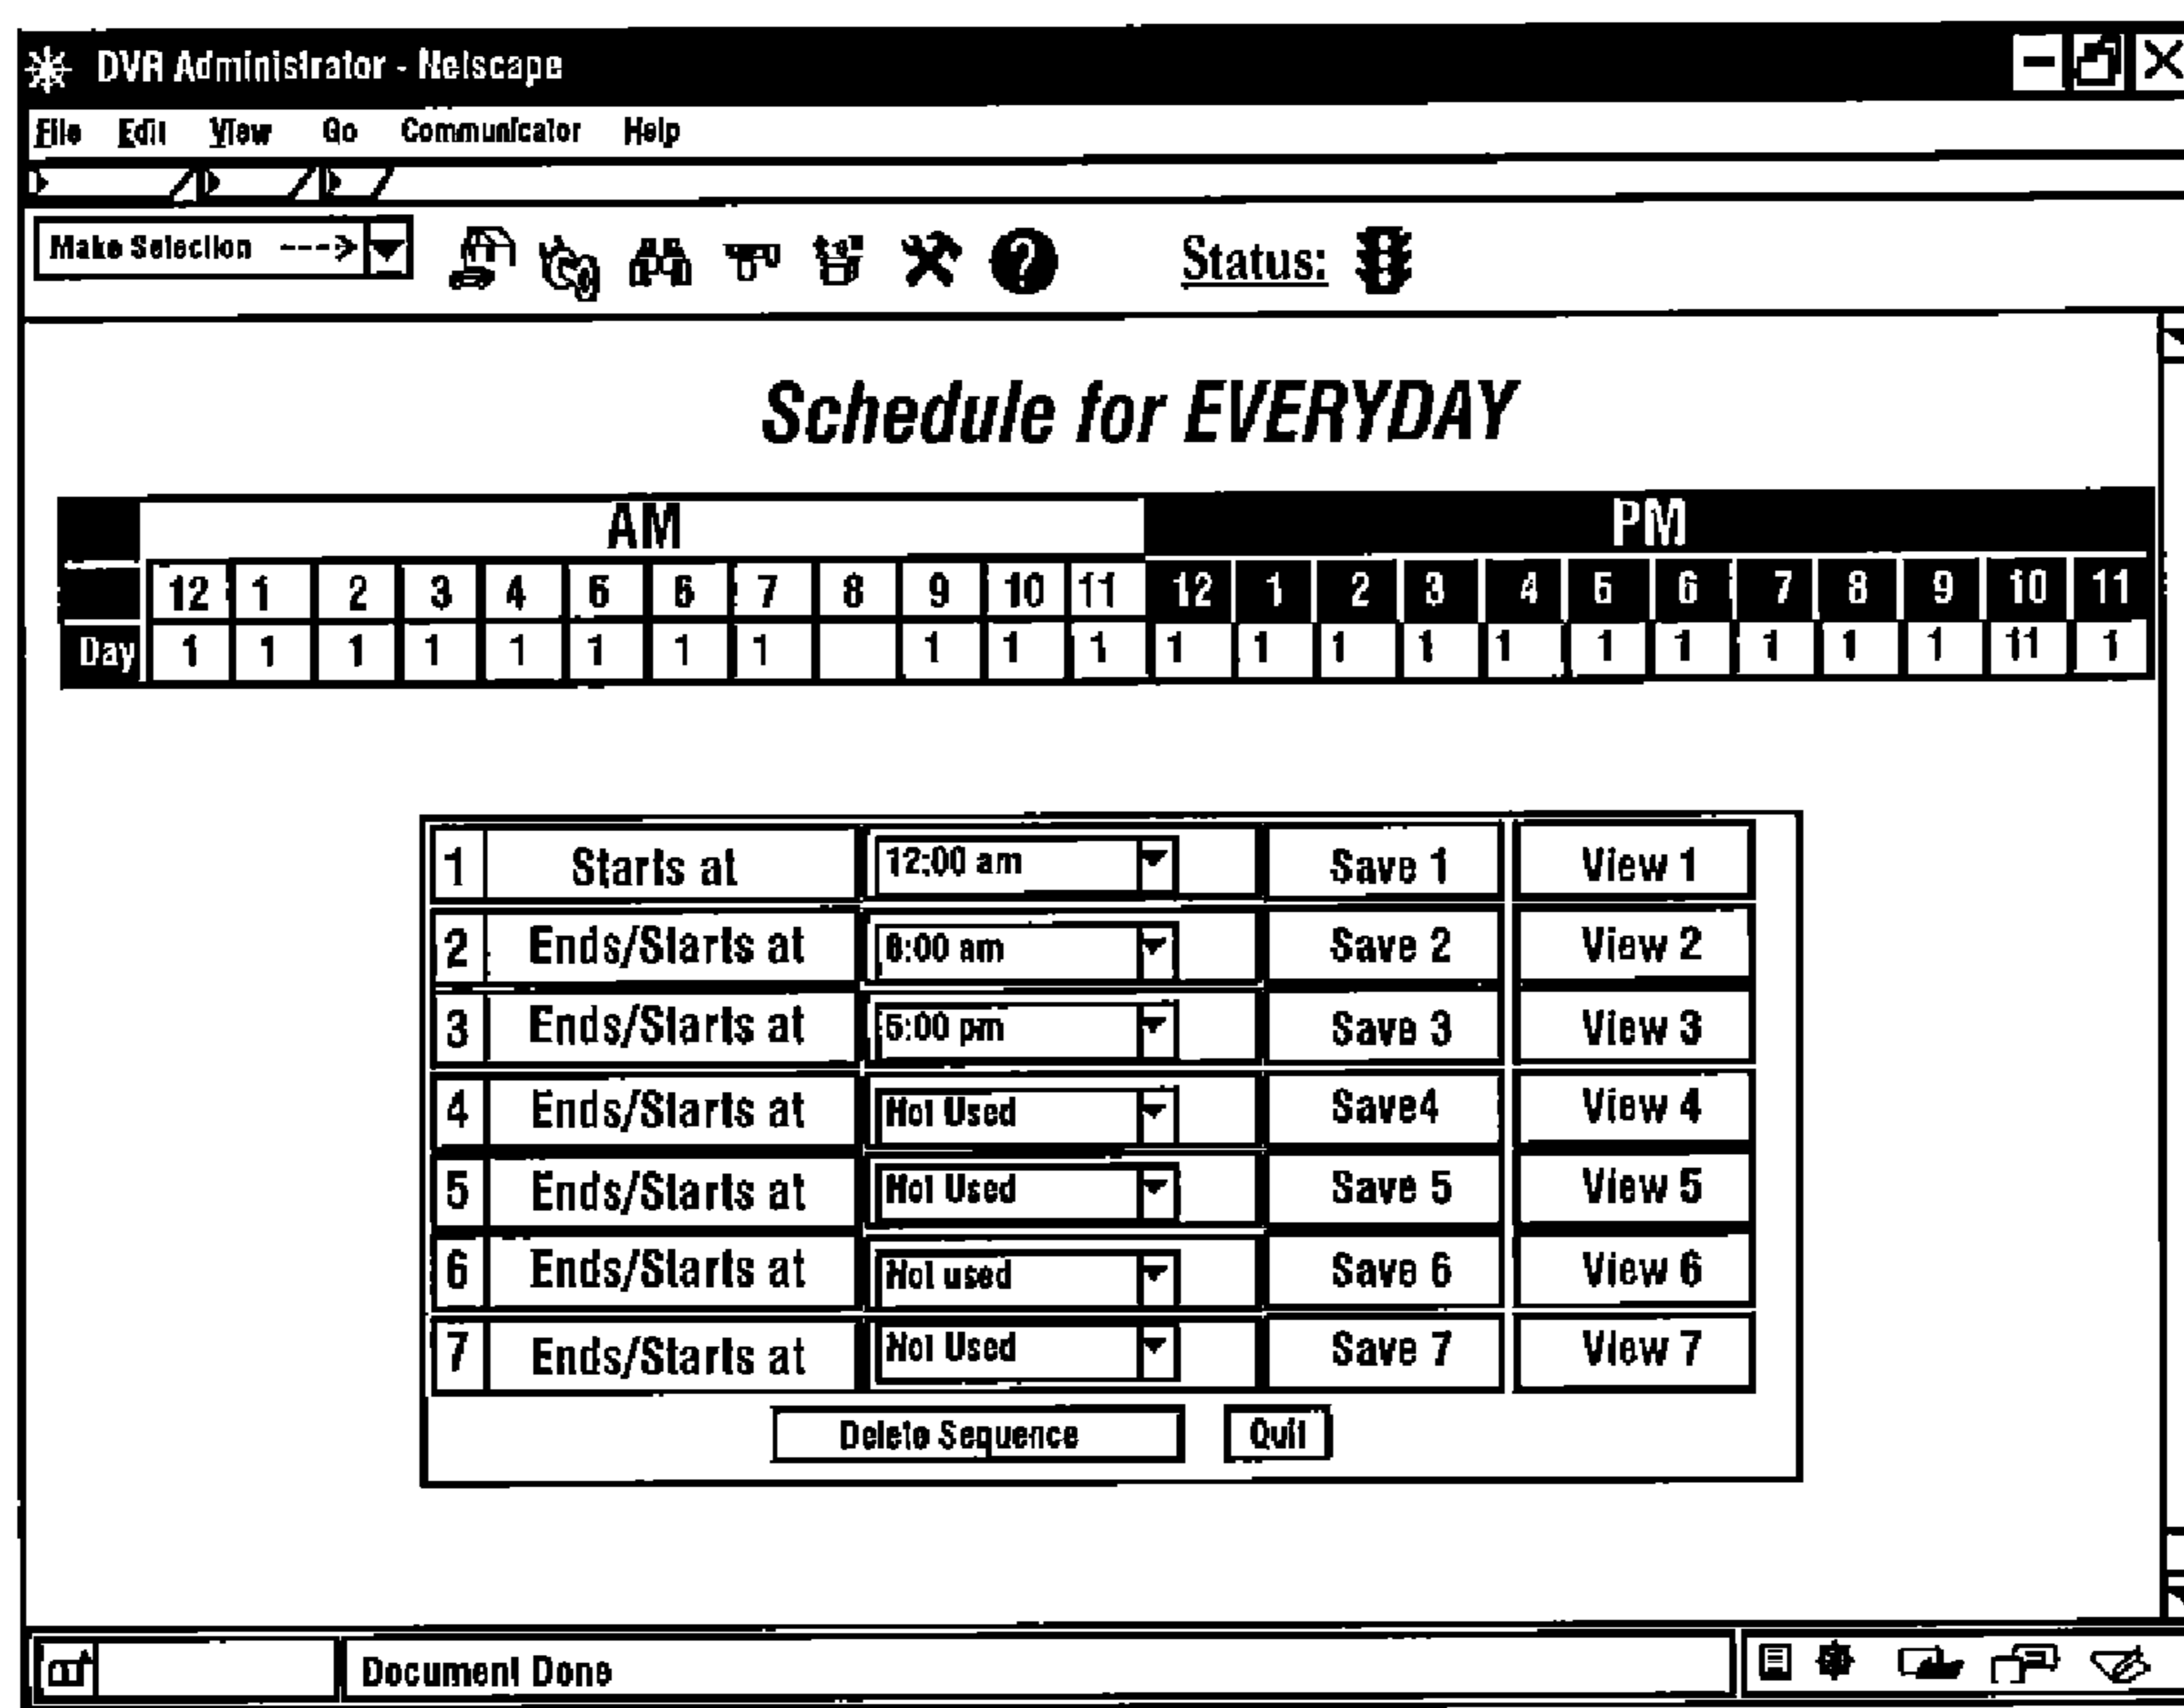 DVR Administrator - Netscape
File Edit View Go Communicator Help
Make Selection ---> Status:
Schedule for EVERYDAY
AM PM
12 1 2 3 4 5 6 7 8 9 10 11 12 1 2 3 4 5 6 7 8 9 10 11
Day 1 1 1 1 1 1 1 1 1 1 1 1 1 1 1 1 1 1 1 1 1 11 1
1 Starts at 12:00 am Save 1 View 1
2 Ends/Starts at 8:00 am Save 2 View 2
3 Ends/Starts at 5:00 pm Save 3 View 3
4 Ends/Starts at Not Used Save4 View 4
5 Ends/Starts at Not Used Save 5 View 5
6 Ends/Starts at Not used Save 6 View 6
7 Ends/Starts at Not Used Save 7 View 7
Delete Sequence Quit
Document Done